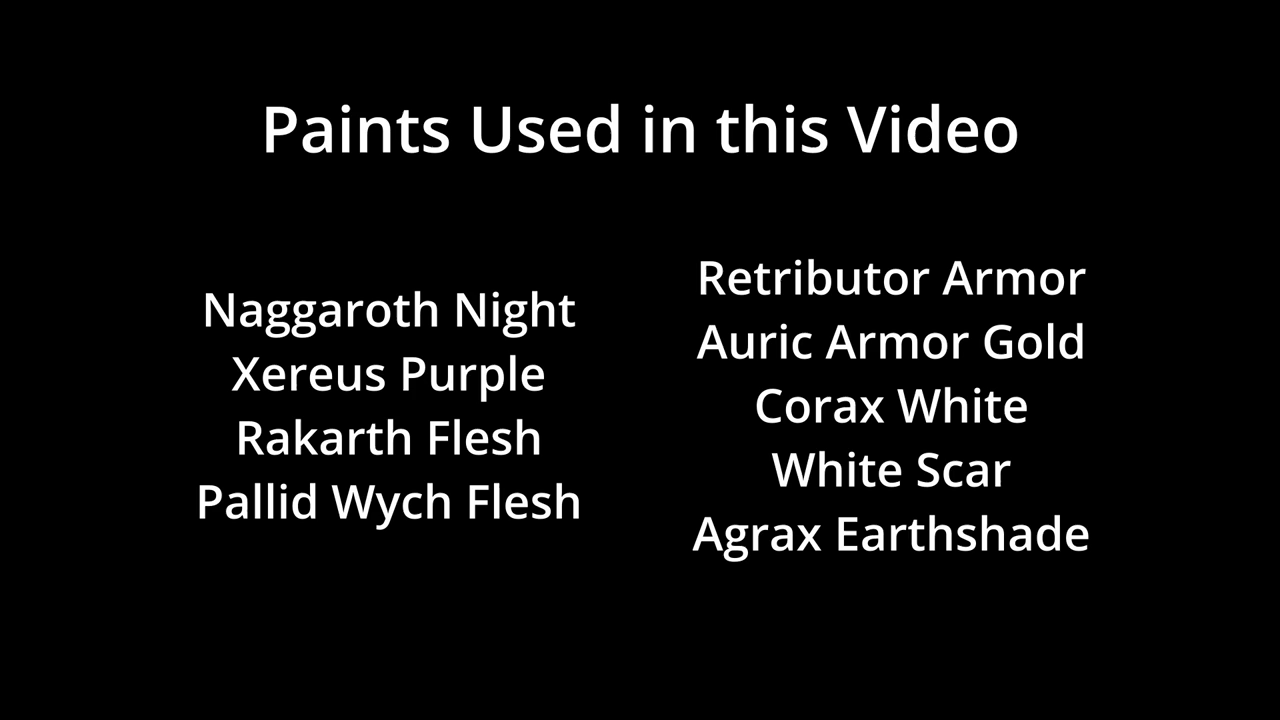 Paints Used in this Video
Naggaroth Night
Xereus Purple
Rakarth Flesh
Pallid Wych Flesh
Retributor Armor
Auric Armor Gold
Corax White
White Scar
Agrax Earthshade